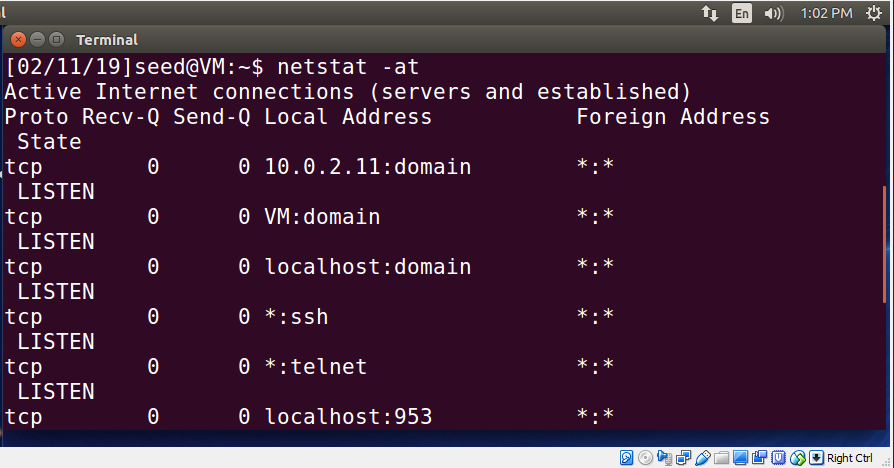 l
En
1:02 PM
Terminal
[02/11/19]seed@VM:~$ netstat -at
Active Internet connections (servers and established)
Proto Recv-Q Send-Q Local Address           Foreign Address
 State
tcp        0      0 10.0.2.11:domain        *:*
 LISTEN
tcp        0      0 VM:domain               *:*
 LISTEN
tcp        0      0 localhost:domain        *:*
 LISTEN
tcp        0      0 *:ssh                   *:*
 LISTEN
tcp        0      0 *:telnet                *:*
 LISTEN
tcp        0      0 localhost:953           *:*
Right Ctrl